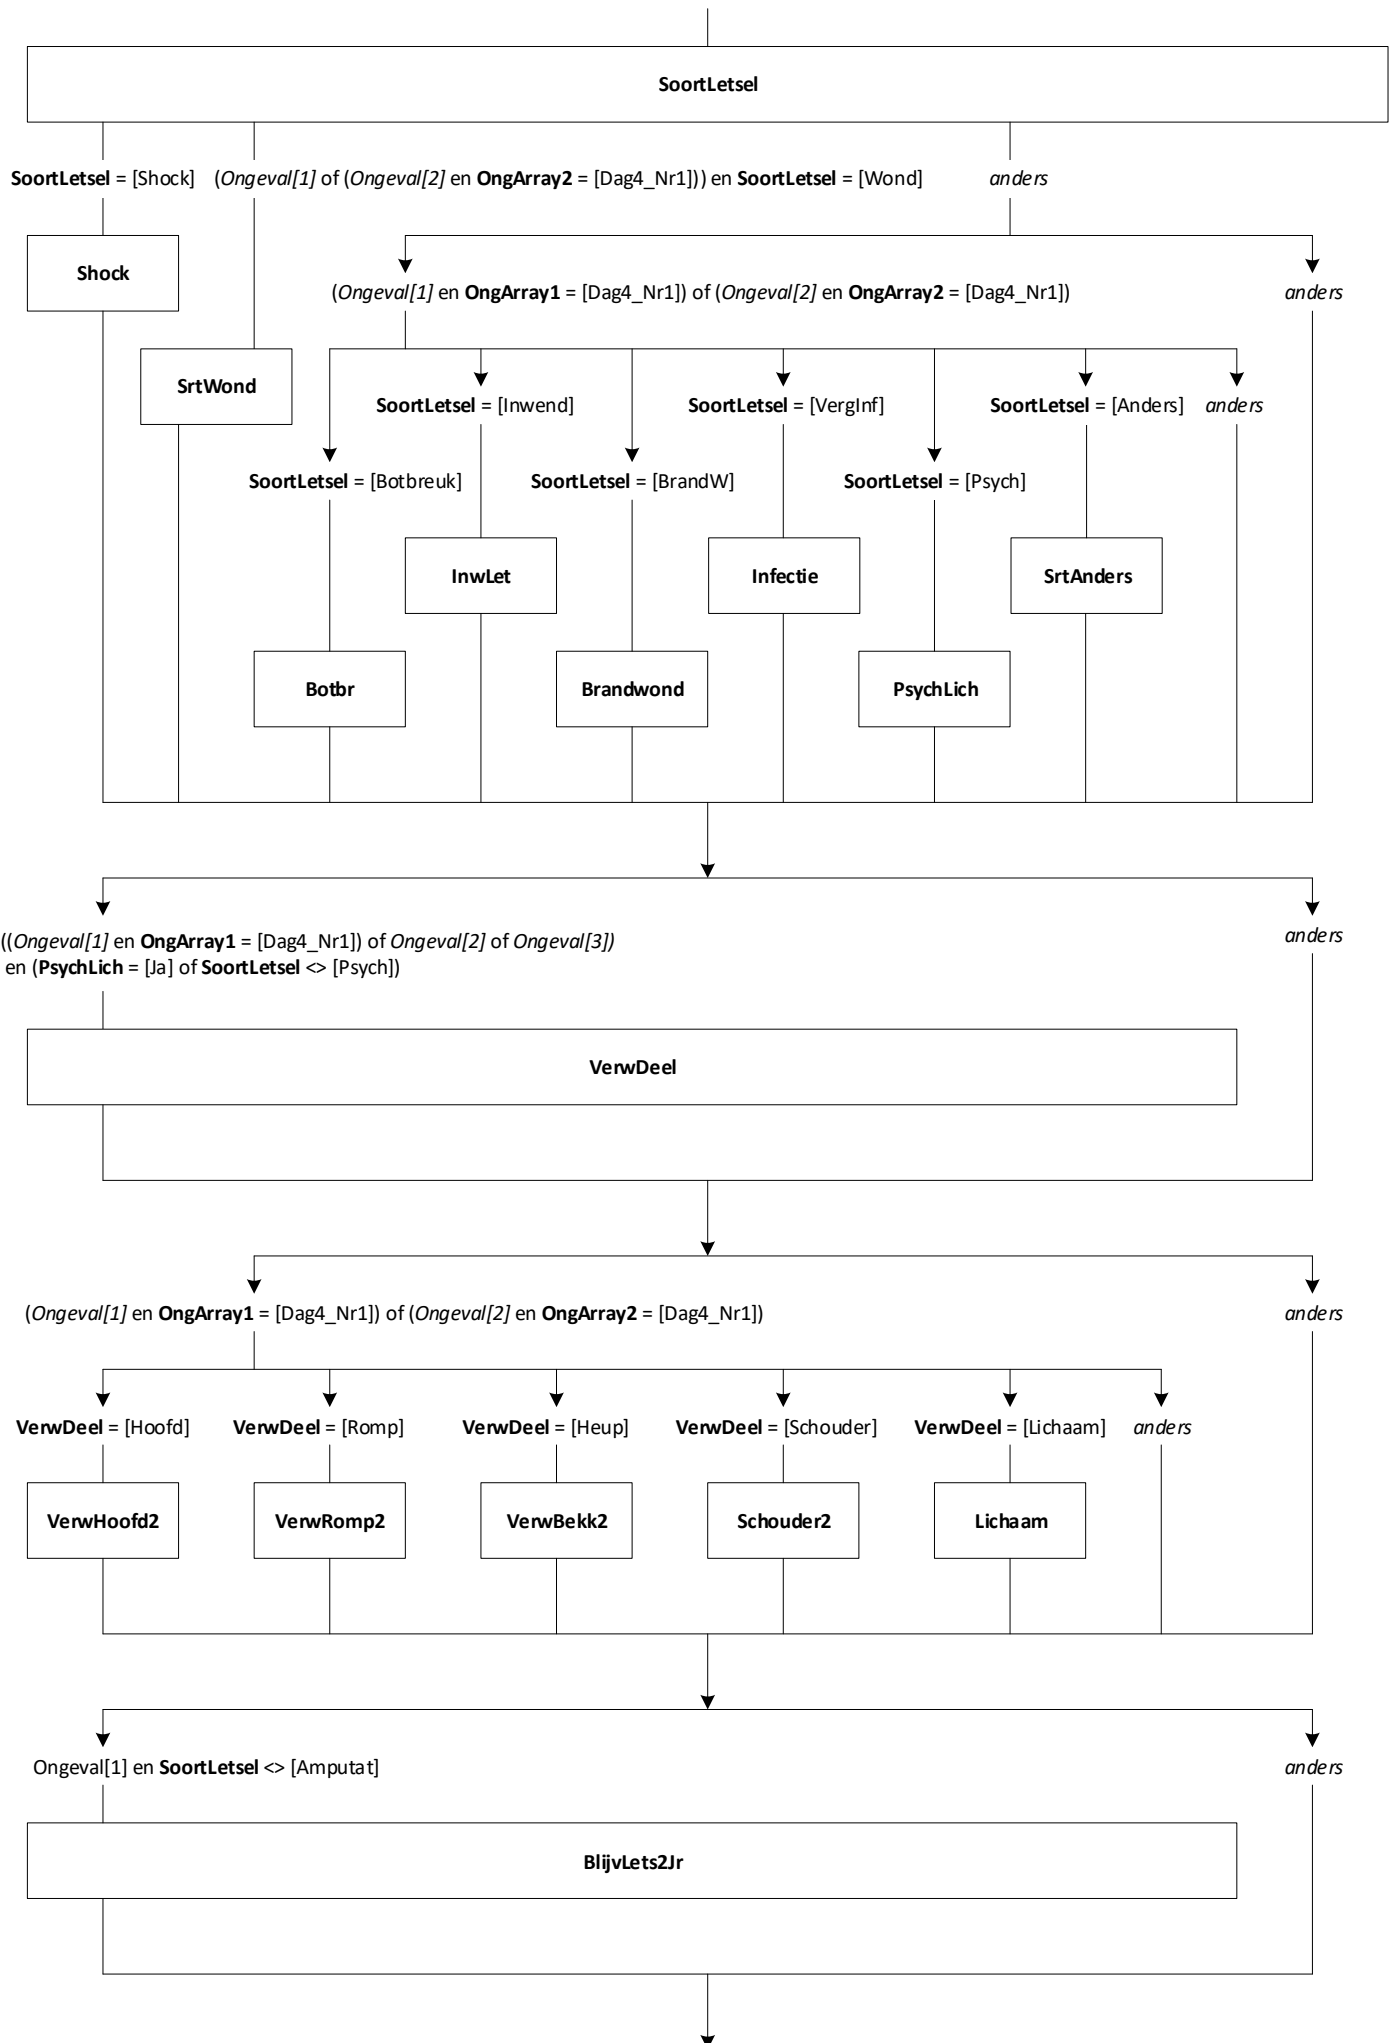 SoortLetsel
SoortLetsel = [Shock]
(Ongeval[1] of (Ongeval[2] en OngArray2 = [Dag4_Nr1])) en SoortLetsel = [Wond]
anders
Shock
(Ongeval[1] en OngArray1 = [Dag4_Nr1]) of (Ongeval[2] en OngArray2 = [Dag4_Nr1])
anders
SrtWond
SoortLetsel = [Inwend]
SoortLetsel = [VergInf]
SoortLetsel = [Anders]
anders
SoortLetsel = [Botbreuk]
SoortLetsel = [BrandW]
SoortLetsel = [Psych]
InwLet
Infectie
SrtAnders
Botbr
Brandwond
PsychLich
((Ongeval[1] en OngArray1 = [Dag4_Nr1]) of Ongeval[2] of Ongeval[3])
en (PsychLich = [Ja] of SoortLetsel <> [Psych])
anders
VerwDeel
(Ongeval[1] en OngArray1 = [Dag4_Nr1]) of (Ongeval[2] en OngArray2 = [Dag4_Nr1])
anders
VerwDeel = [Hoofd]
VerwDeel = [Romp]
VerwDeel = [Heup]
VerwDeel = [Schouder]
VerwDeel = [Lichaam]
anders
VerwHoofd2
VerwRomp2
VerwBekk2
Schouder2
Lichaam
Ongeval[1] en SoortLetsel <> [Amputat]
anders
BlijvLets2Jr